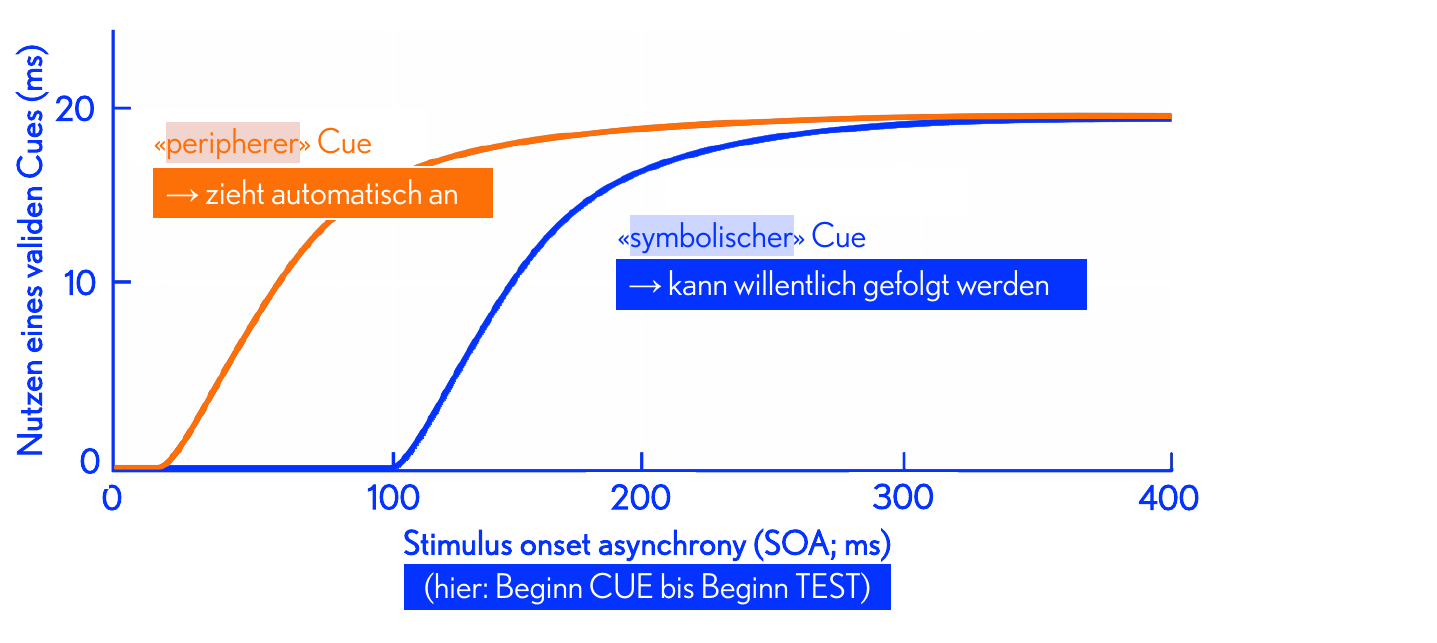 Nutzen eines validen Cues (ms)
20
10
0
«peripherer» Cue
→ zieht automatisch an
«symbolischer» Cue
→ kann willentlich gefolgt werden
0 100 200 300 400
Stimulus onset asynchrony (SOA; ms)
(hier: Beginn CUE bis Beginn TEST)